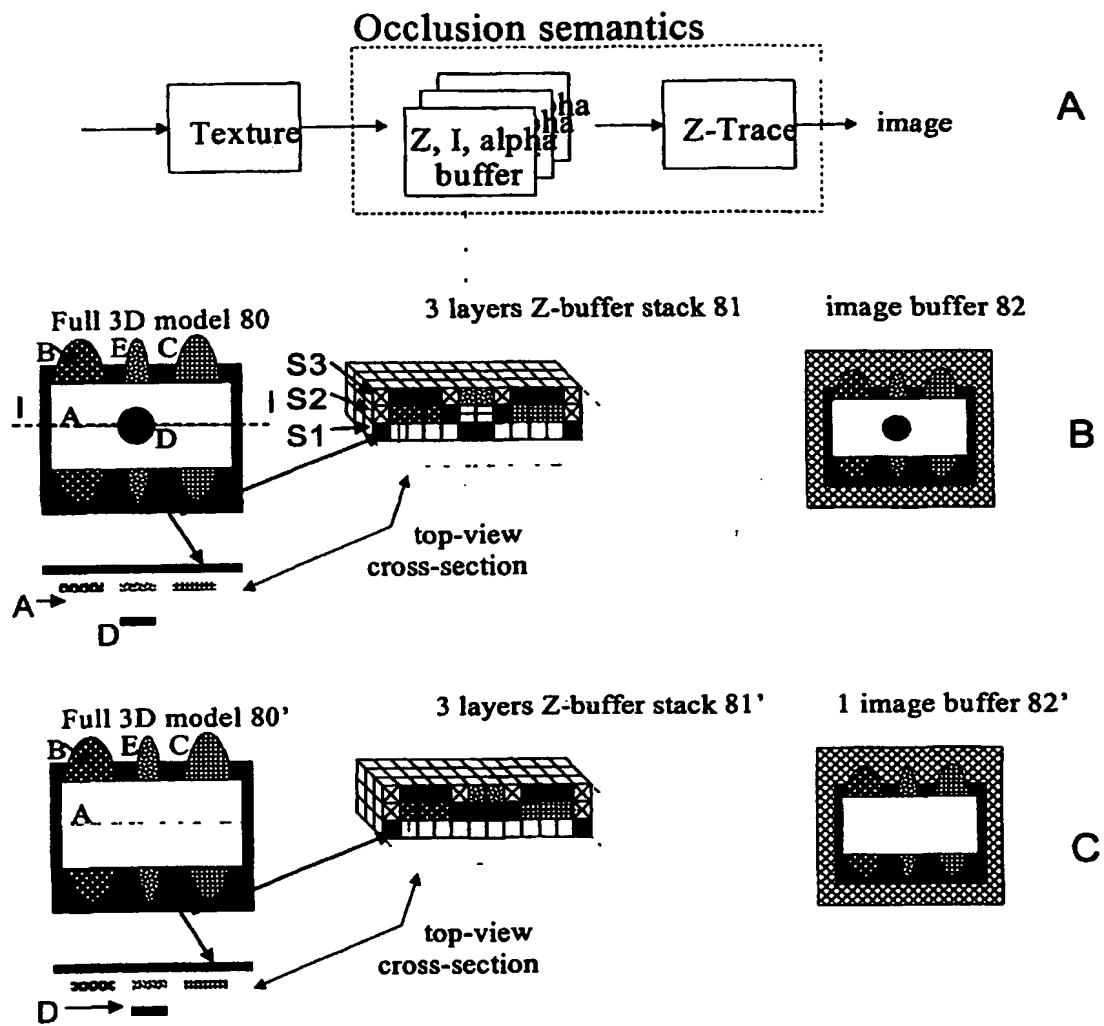 Occlusion semantics
Texture
pha
pha
Z, I, alpha
buffer
Z-Trace
image
A
Full 3D model 80
3 layers Z-buffer stack 81
image buffer 82
B E C
S3
I A D I S2
S1
B
top-view
cross-section
A
D
Full 3D model 80'
3 layers Z-buffer stack 81'
1 image buffer 82'
B E C
A
C
top-view
cross-section
D